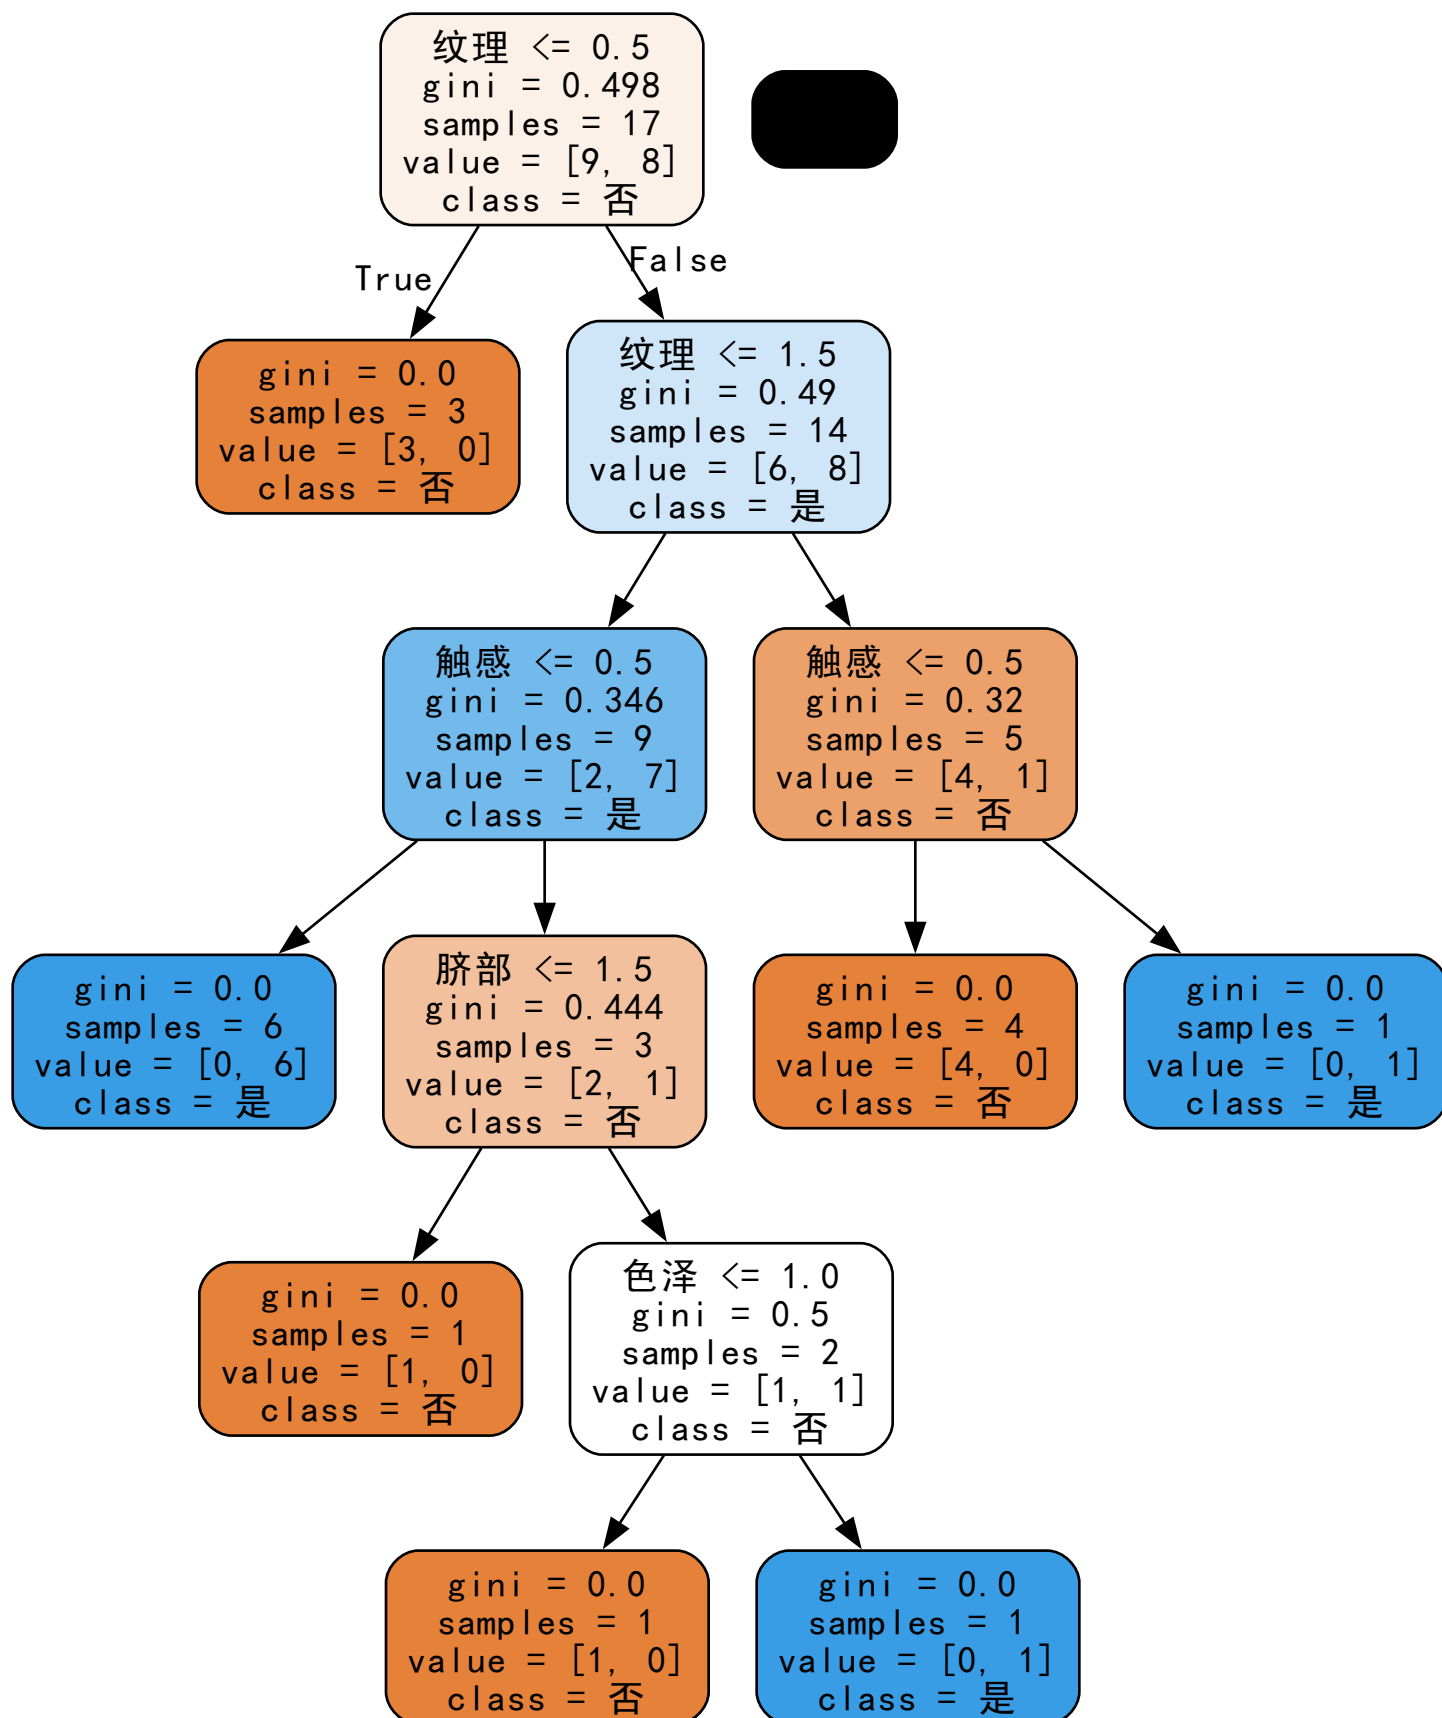 纹理 <= 0.5
gini = 0.498
samples = 17
value = [9, 8]
class = 否
True
False
gini = 0.0
samples = 3
value = [3, 0]
class = 否
纹理 <= 1.5
gini = 0.49
samples = 14
value = [6, 8]
class = 是
触感 <= 0.5
gini = 0.346
samples = 9
value = [2, 7]
class = 是
触感 <= 0.5
gini = 0.32
samples = 5
value = [4, 1]
class = 否
gini = 0.0
samples = 6
value = [0, 6]
class = 是
脐部 <= 1.5
gini = 0.444
samples = 3
value = [2, 1]
class = 否
gini = 0.0
samples = 4
value = [4, 0]
class = 否
gini = 0.0
samples = 1
value = [0, 1]
class = 是
gini = 0.0
samples = 1
value = [1, 0]
class = 否
色泽 <= 1.0
gini = 0.5
samples = 2
value = [1, 1]
class = 否
gini = 0.0
samples = 1
value = [1, 0]
class = 否
gini = 0.0
samples = 1
value = [0, 1]
class = 是